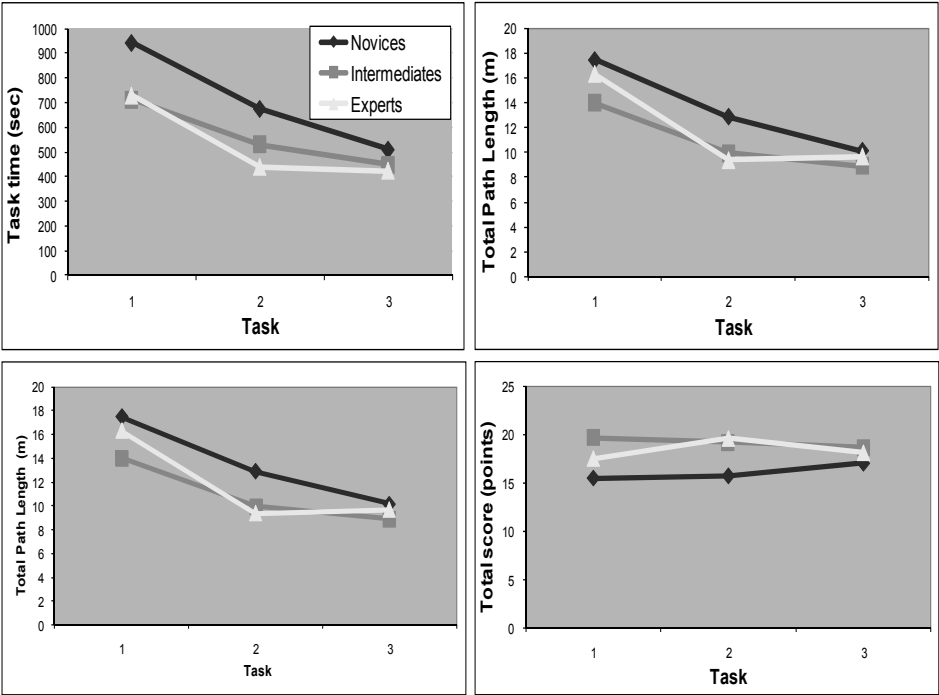 1000
900
800
700
600
500
400
300
200
100
0
Task time (sec)
1 2 3
Task
Novices
Intermediates
Experts
20
18
16
14
12
10
8
6
4
2
0
Total Path Length (m)
1 2 3
Task
20
18
16
14
12
10
8
6
4
2
0
Total Path Length (m)
1 2 3
Task
25
20
15
10
5
0
Total score (points)
1 2 3
Task